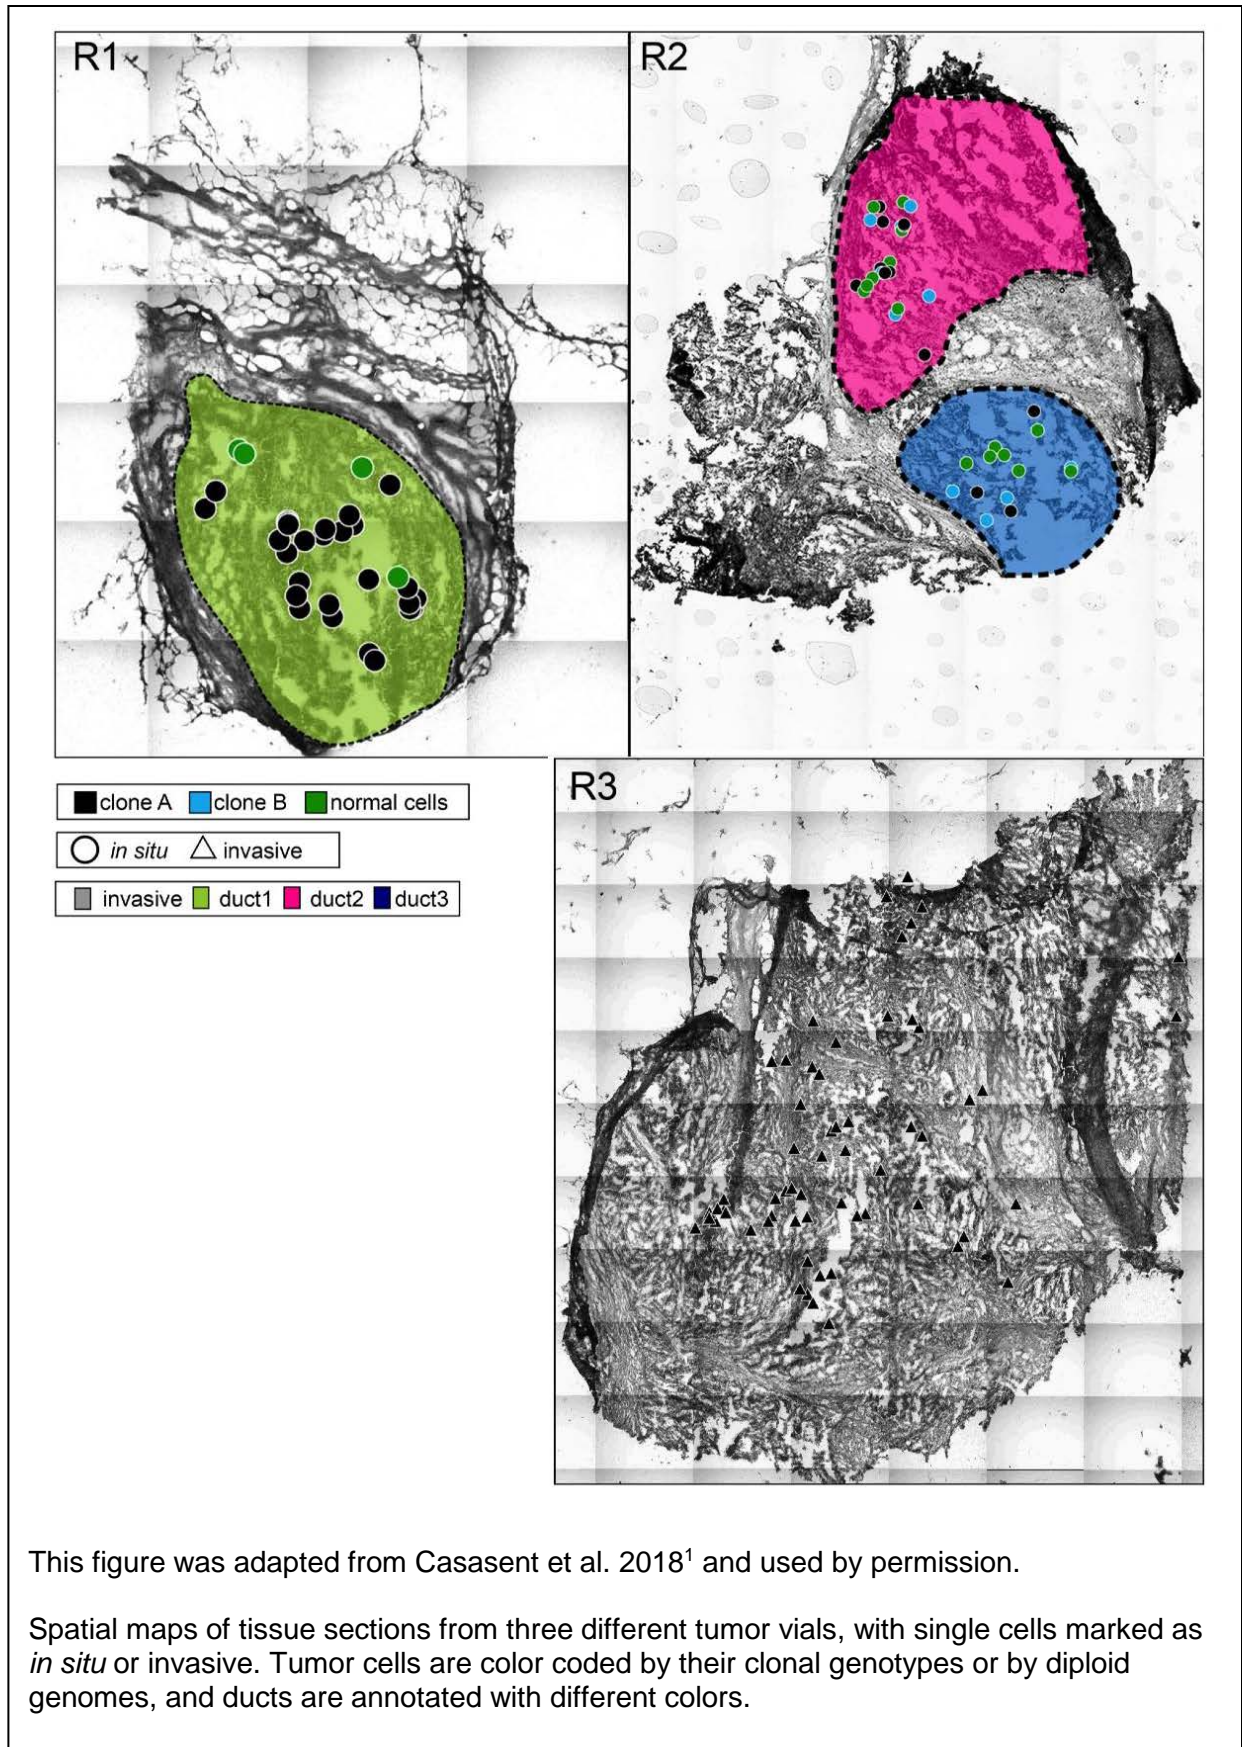 R1
R2
clone A clone B normal cells
in situ invasive
invasive duct1 duct2 duct3
R3
This figure was adapted from Casasent et al. 2018¹ and used by permission.
Spatial maps of tissue sections from three different tumor vials, with single cells marked as
in situ or invasive. Tumor cells are color coded by their clonal genotypes or by diploid
genomes, and ducts are annotated with different colors.